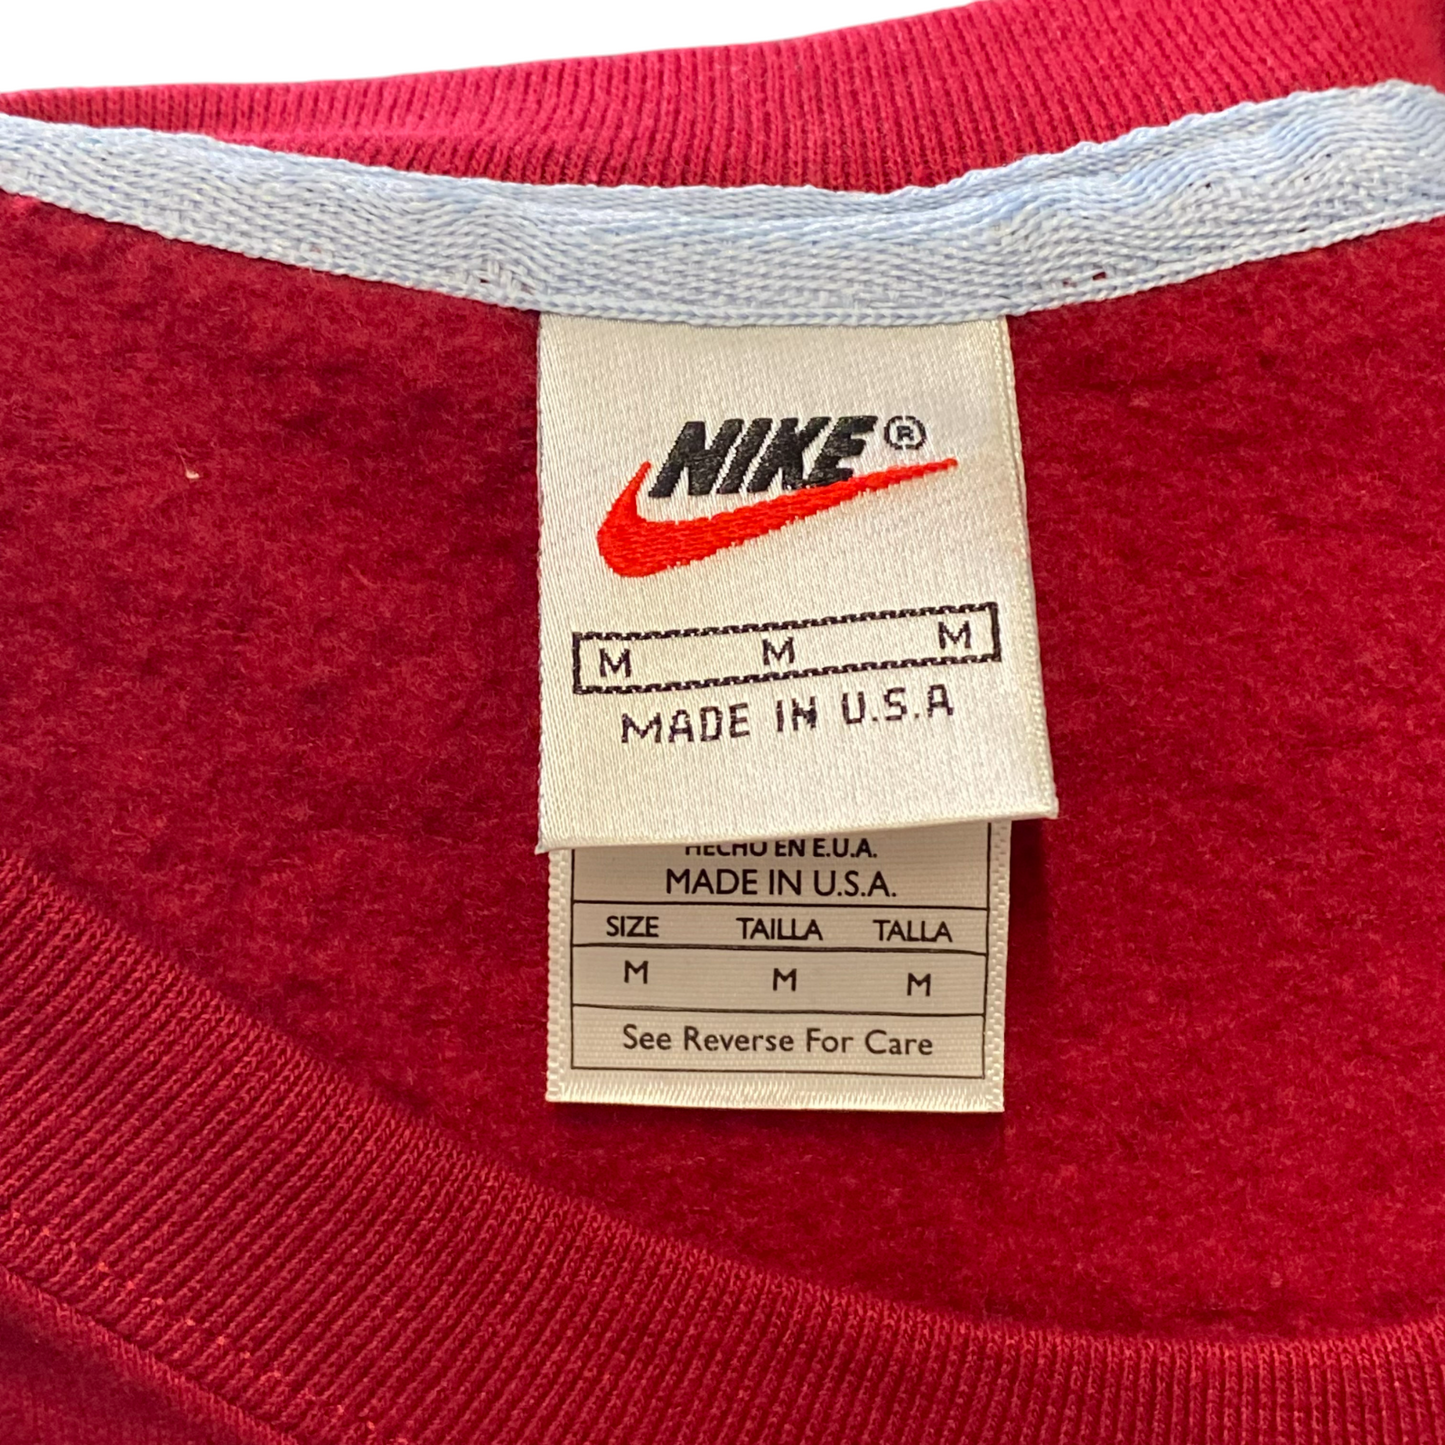 NIKE®
M M M
MADE IN U.S.A
HECHO EN E.U.A.
MADE IN U.S.A.
SIZE TAILLA TALLA
M M M
See Reverse For Care